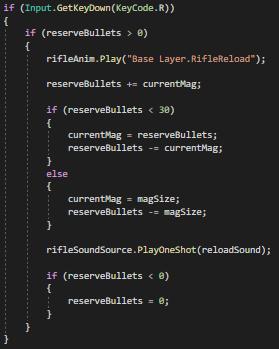 if (Input.GetKeyDown(KeyCode.R))
{
    if (reserveBullets > 0)
    {
        rifleAnim.Play("Base Layer.RifleReload");
        reserveBullets += currentMag;
        if (reserveBullets < 30)
        {
            currentMag = reserveBullets;
            reserveBullets -= currentMag;
        }
        else
        {
            currentMag = magSize;
            reserveBullets -= magSize;
        }
        rifleSoundSource.PlayOneShot(reloadSound);
        if (reserveBullets < 0)
        {
            reserveBullets = 0;
        }
    }
}